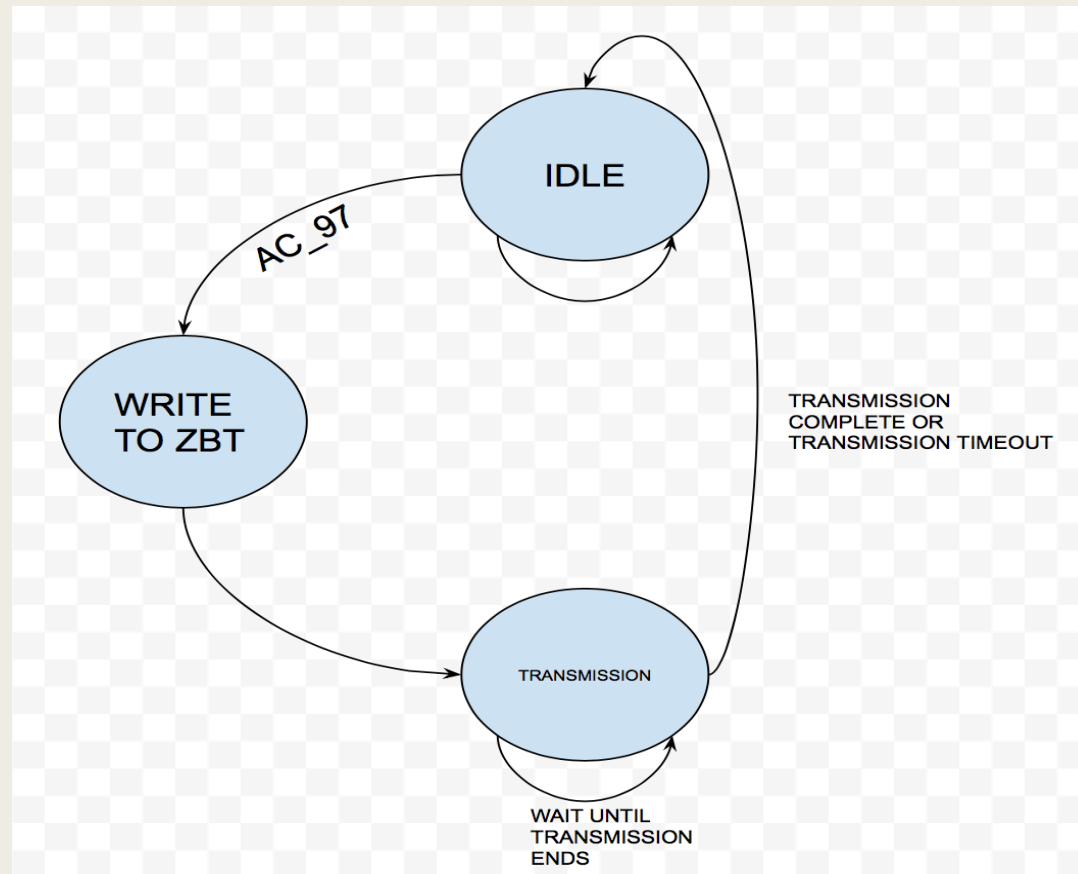 IDLE
AC_97
WRITE
TO ZBT
TRANSMISSION
COMPLETE OR
TRANSMISSION TIMEOUT
TRANSMISSION
WAIT UNTIL
TRANSMISSION
ENDS